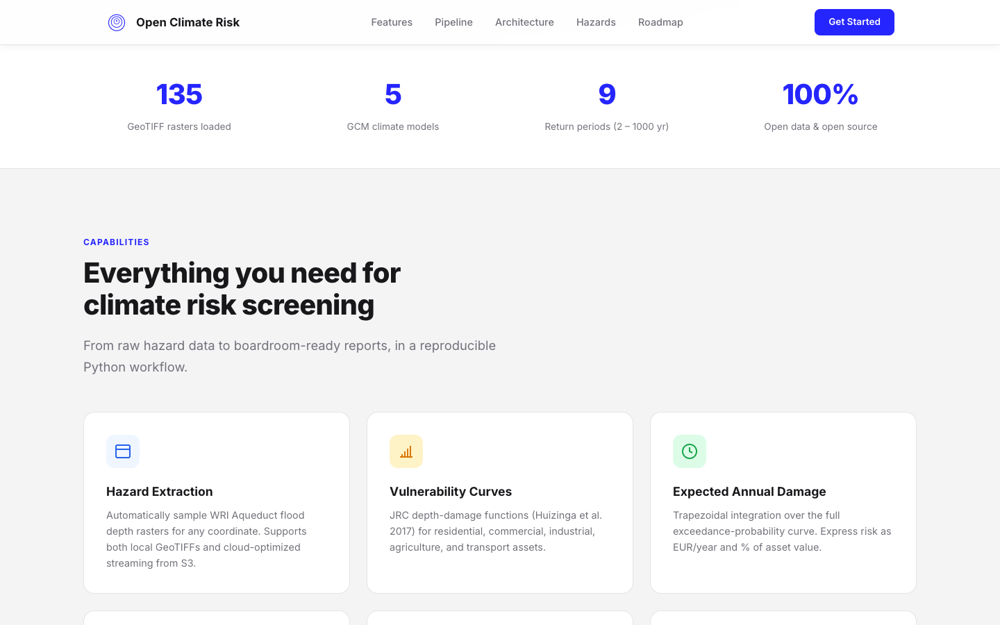 Open Climate Risk
Features
Pipeline
Architecture
Hazards
Roadmap
Get Started
135
GeoTIFF rasters loaded
5
GCM climate models
9
Return periods (2 – 1000 yr)
100%
Open data & open source
CAPABILITIES
Everything you need for
climate risk screening
From raw hazard data to boardroom-ready reports, in a reproducible
Python workflow.
Hazard Extraction
Automatically sample WRI Aqueduct flood
depth rasters for any coordinate. Supports
both local GeoTIFFs and cloud-optimized
streaming from S3.
Vulnerability Curves
JRC depth-damage functions (Huizinga et al.
2017) for residential, commercial, industrial,
agriculture, and transport assets.
Expected Annual Damage
Trapezoidal integration over the full
exceedance-probability curve. Express risk as
EUR/year and % of asset value.